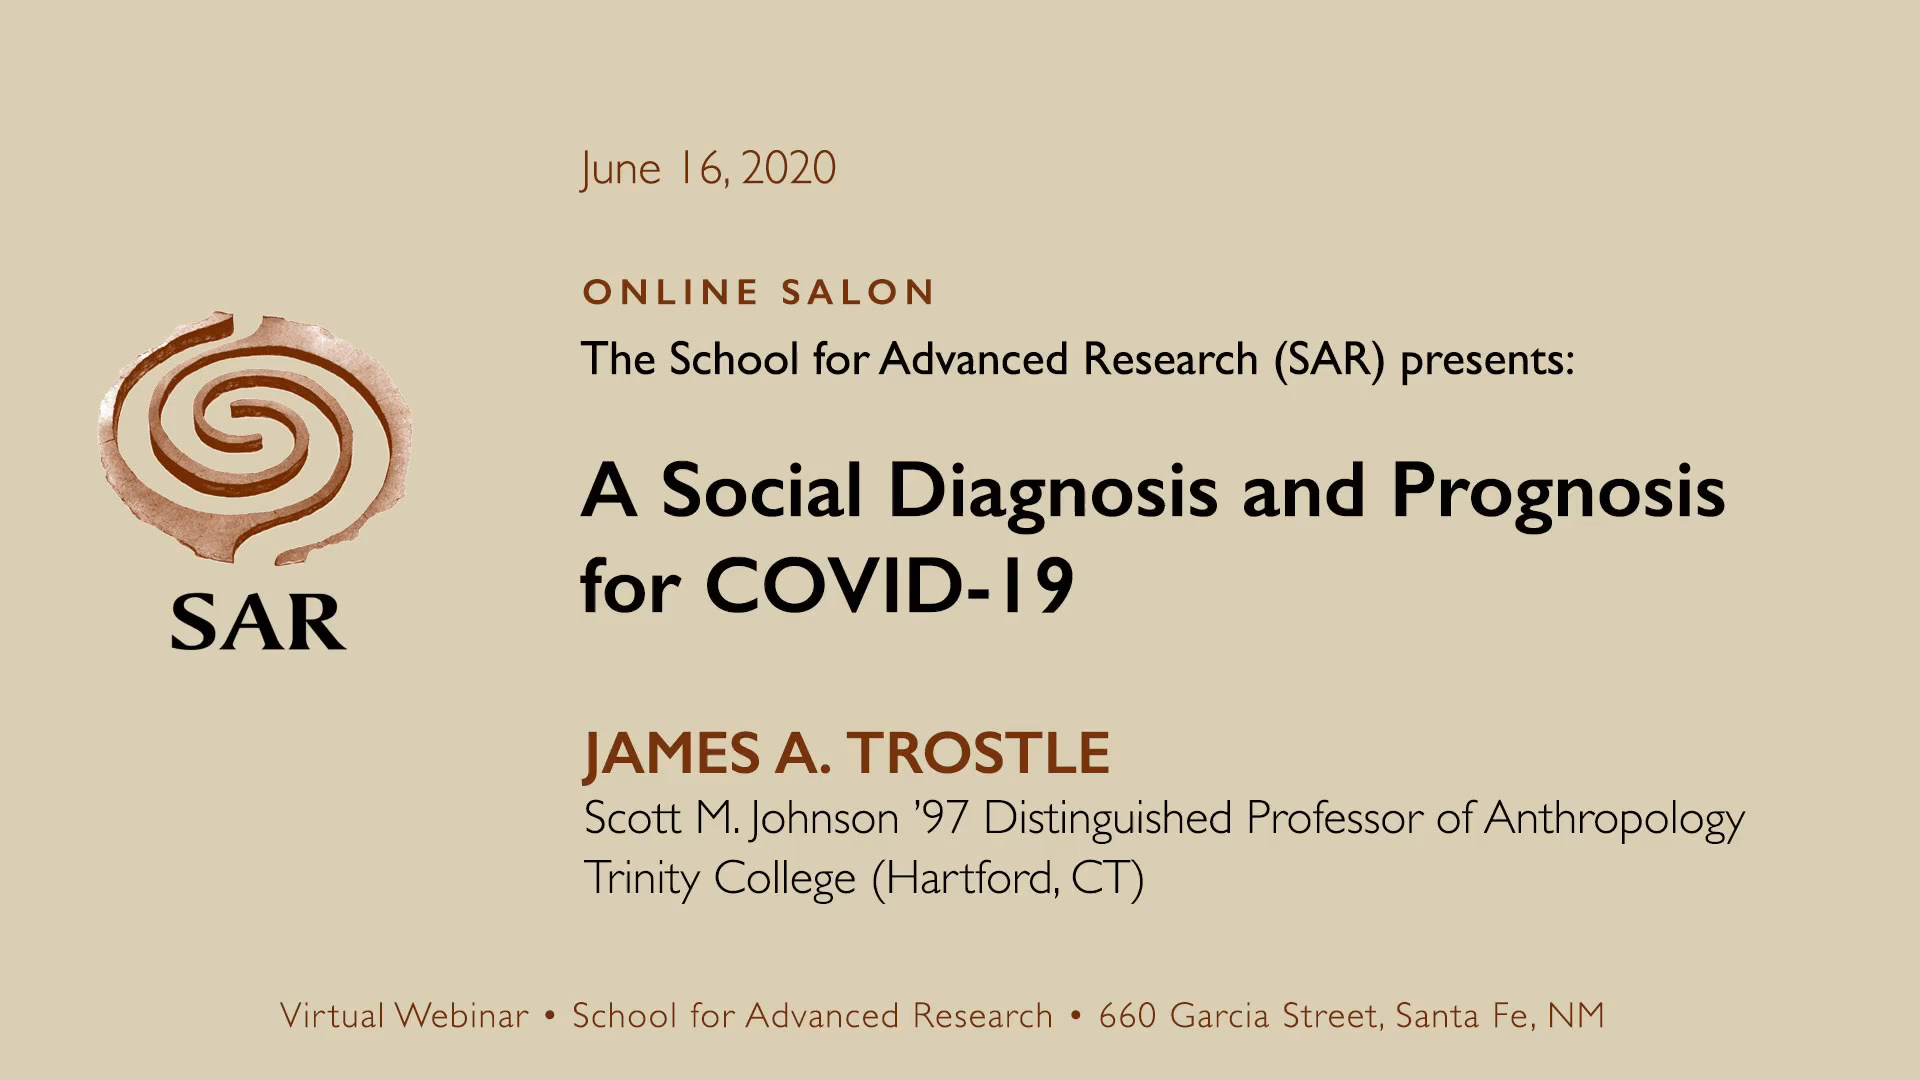 June 16, 2020
ONLINE SALON
The School for Advanced Research (SAR) presents:
A Social Diagnosis and Prognosis
for COVID-19
SAR
JAMES A. TROSTLE
Scott M. Johnson ’97 Distinguished Professor of Anthropology
Trinity College (Hartford, CT)
Virtual Webinar • School for Advanced Research • 660 Garcia Street, Santa Fe, NM